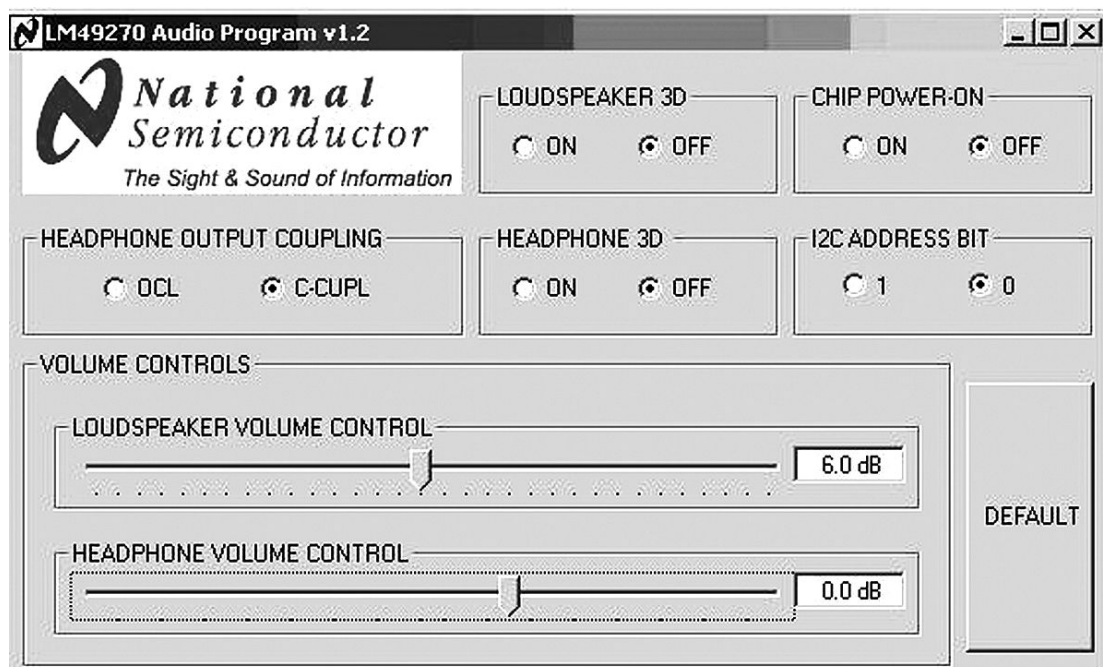 LM49270 Audio Program v1.2
National
Semiconductor
The Sight & Sound of Information
LOUDSPEAKER 3D
ON OFF
CHIP POWER-ON
ON OFF
HEADPHONE OUTPUT COUPLING
OCL C-CUPL
HEADPHONE 3D
ON OFF
I2C ADDRESS BIT
1 0
VOLUME CONTROLS
LOUDSPEAKER VOLUME CONTROL
6.0 dB
HEADPHONE VOLUME CONTROL
0.0 dB
DEFAULT